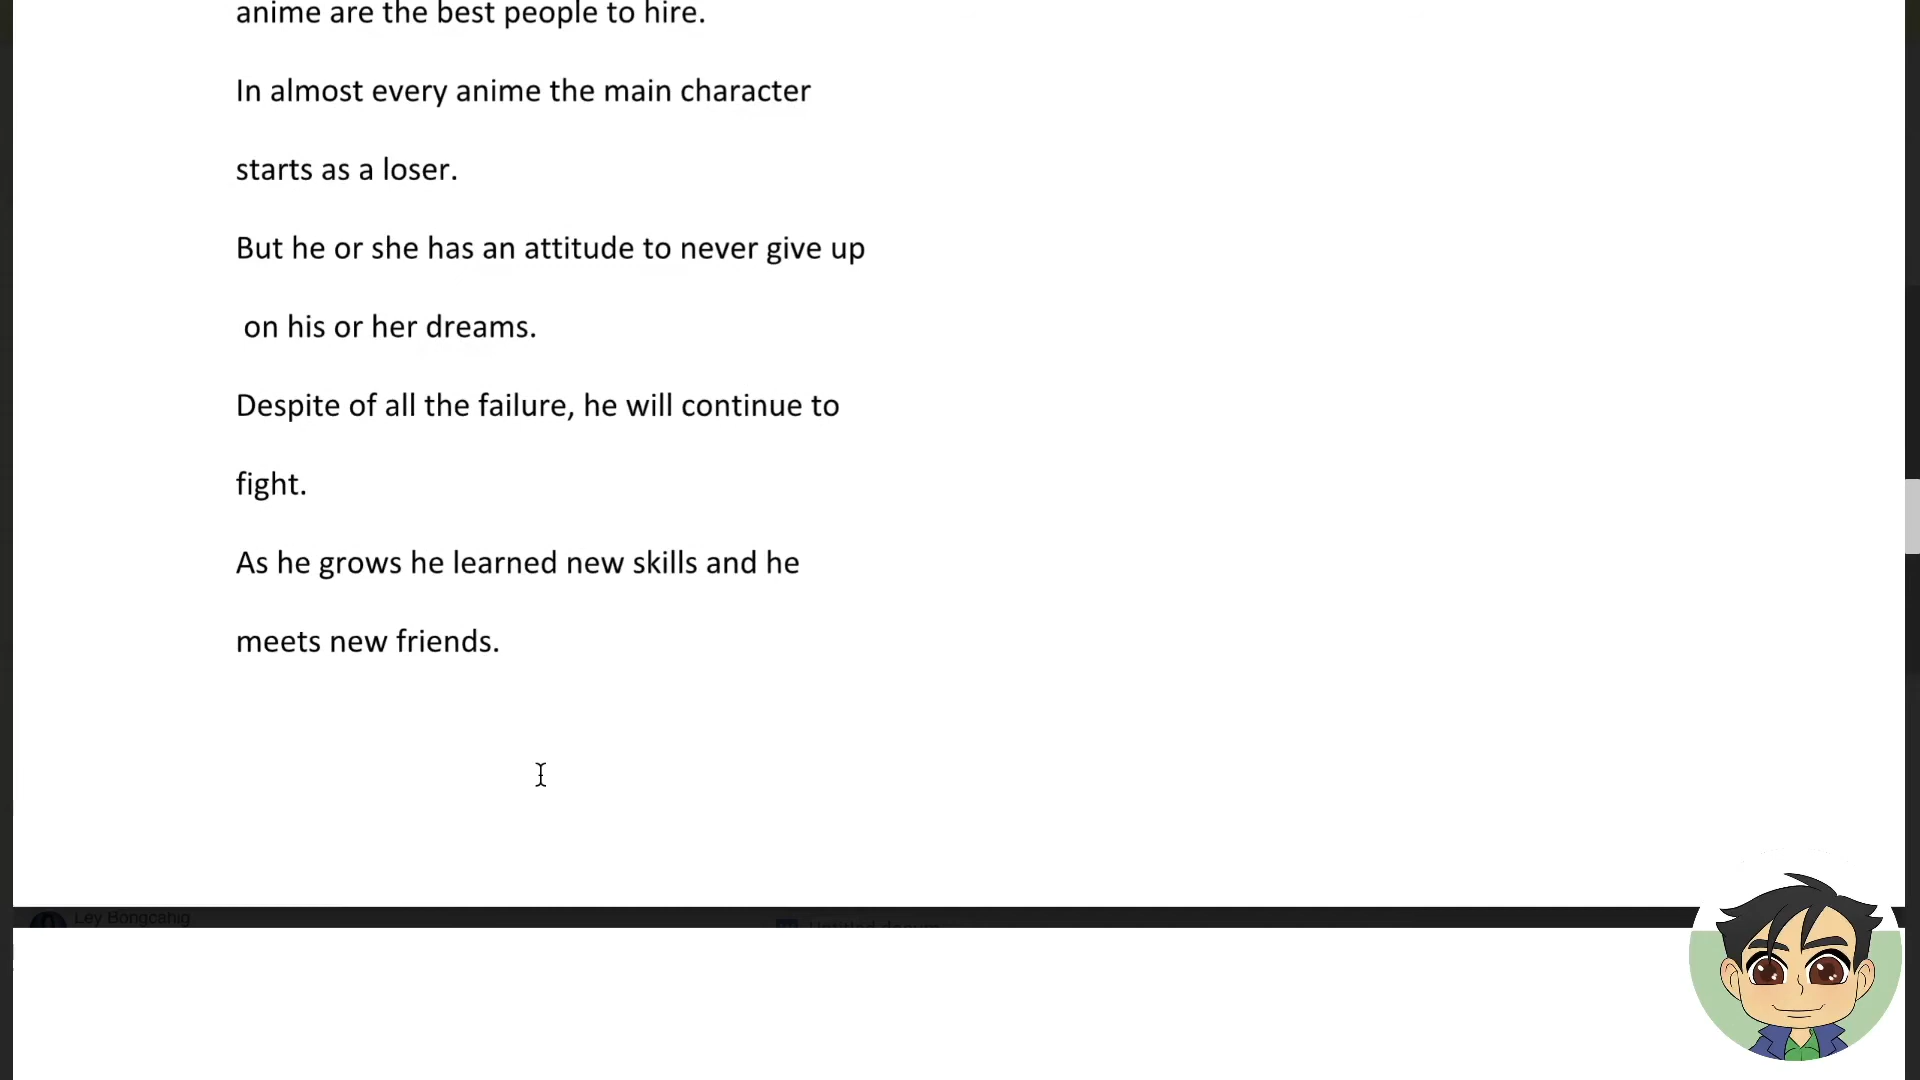 anime are the best people to hire.
In almost every anime the main character
starts as a loser.
But he or she has an attitude to never give up
on his or her dreams.
Despite of all the failure, he will continue to
fight.
As he grows he learned new skills and he
meets new friends.
Ley Bongcahig